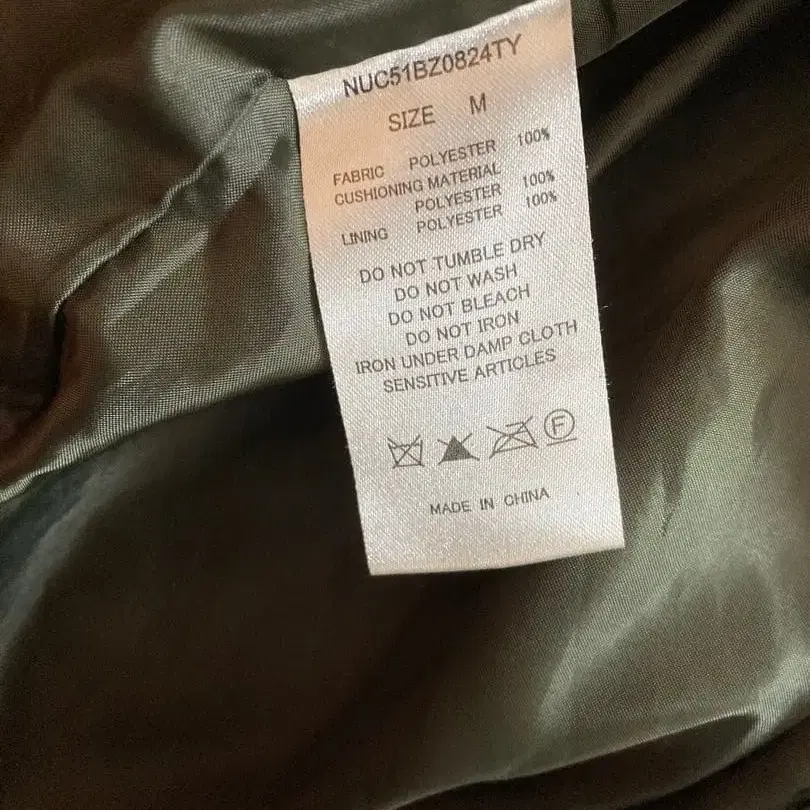 NUC51BZ0824TY
SIZE M
FABRIC POLYESTER 100%
CUSHIONING MATERIAL
POLYESTER 100%
LINING POLYESTER 100%
DO NOT TUMBLE DRY
DO NOT WASH
DO NOT BLEACH
DO NOT IRON
IRON UNDER DAMP CLOTH
SENSITIVE ARTICLES
F
MADE IN CHINA